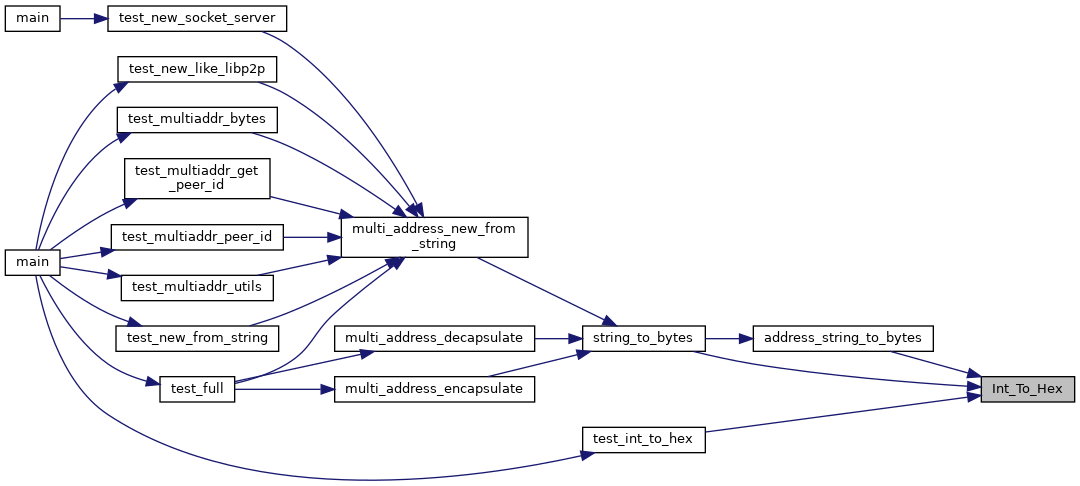 main
test_new_socket_server
test_new_like_libp2p
test_multiaddr_bytes
test_multiaddr_get
_peer_id
test_multiaddr_peer_id
multi_address_new_from
_string
main
test_multiaddr_utils
test_new_from_string
multi_address_decapsulate
string_to_bytes
address_string_to_bytes
test_full
multi_address_encapsulate
Int_To_Hex
test_int_to_hex